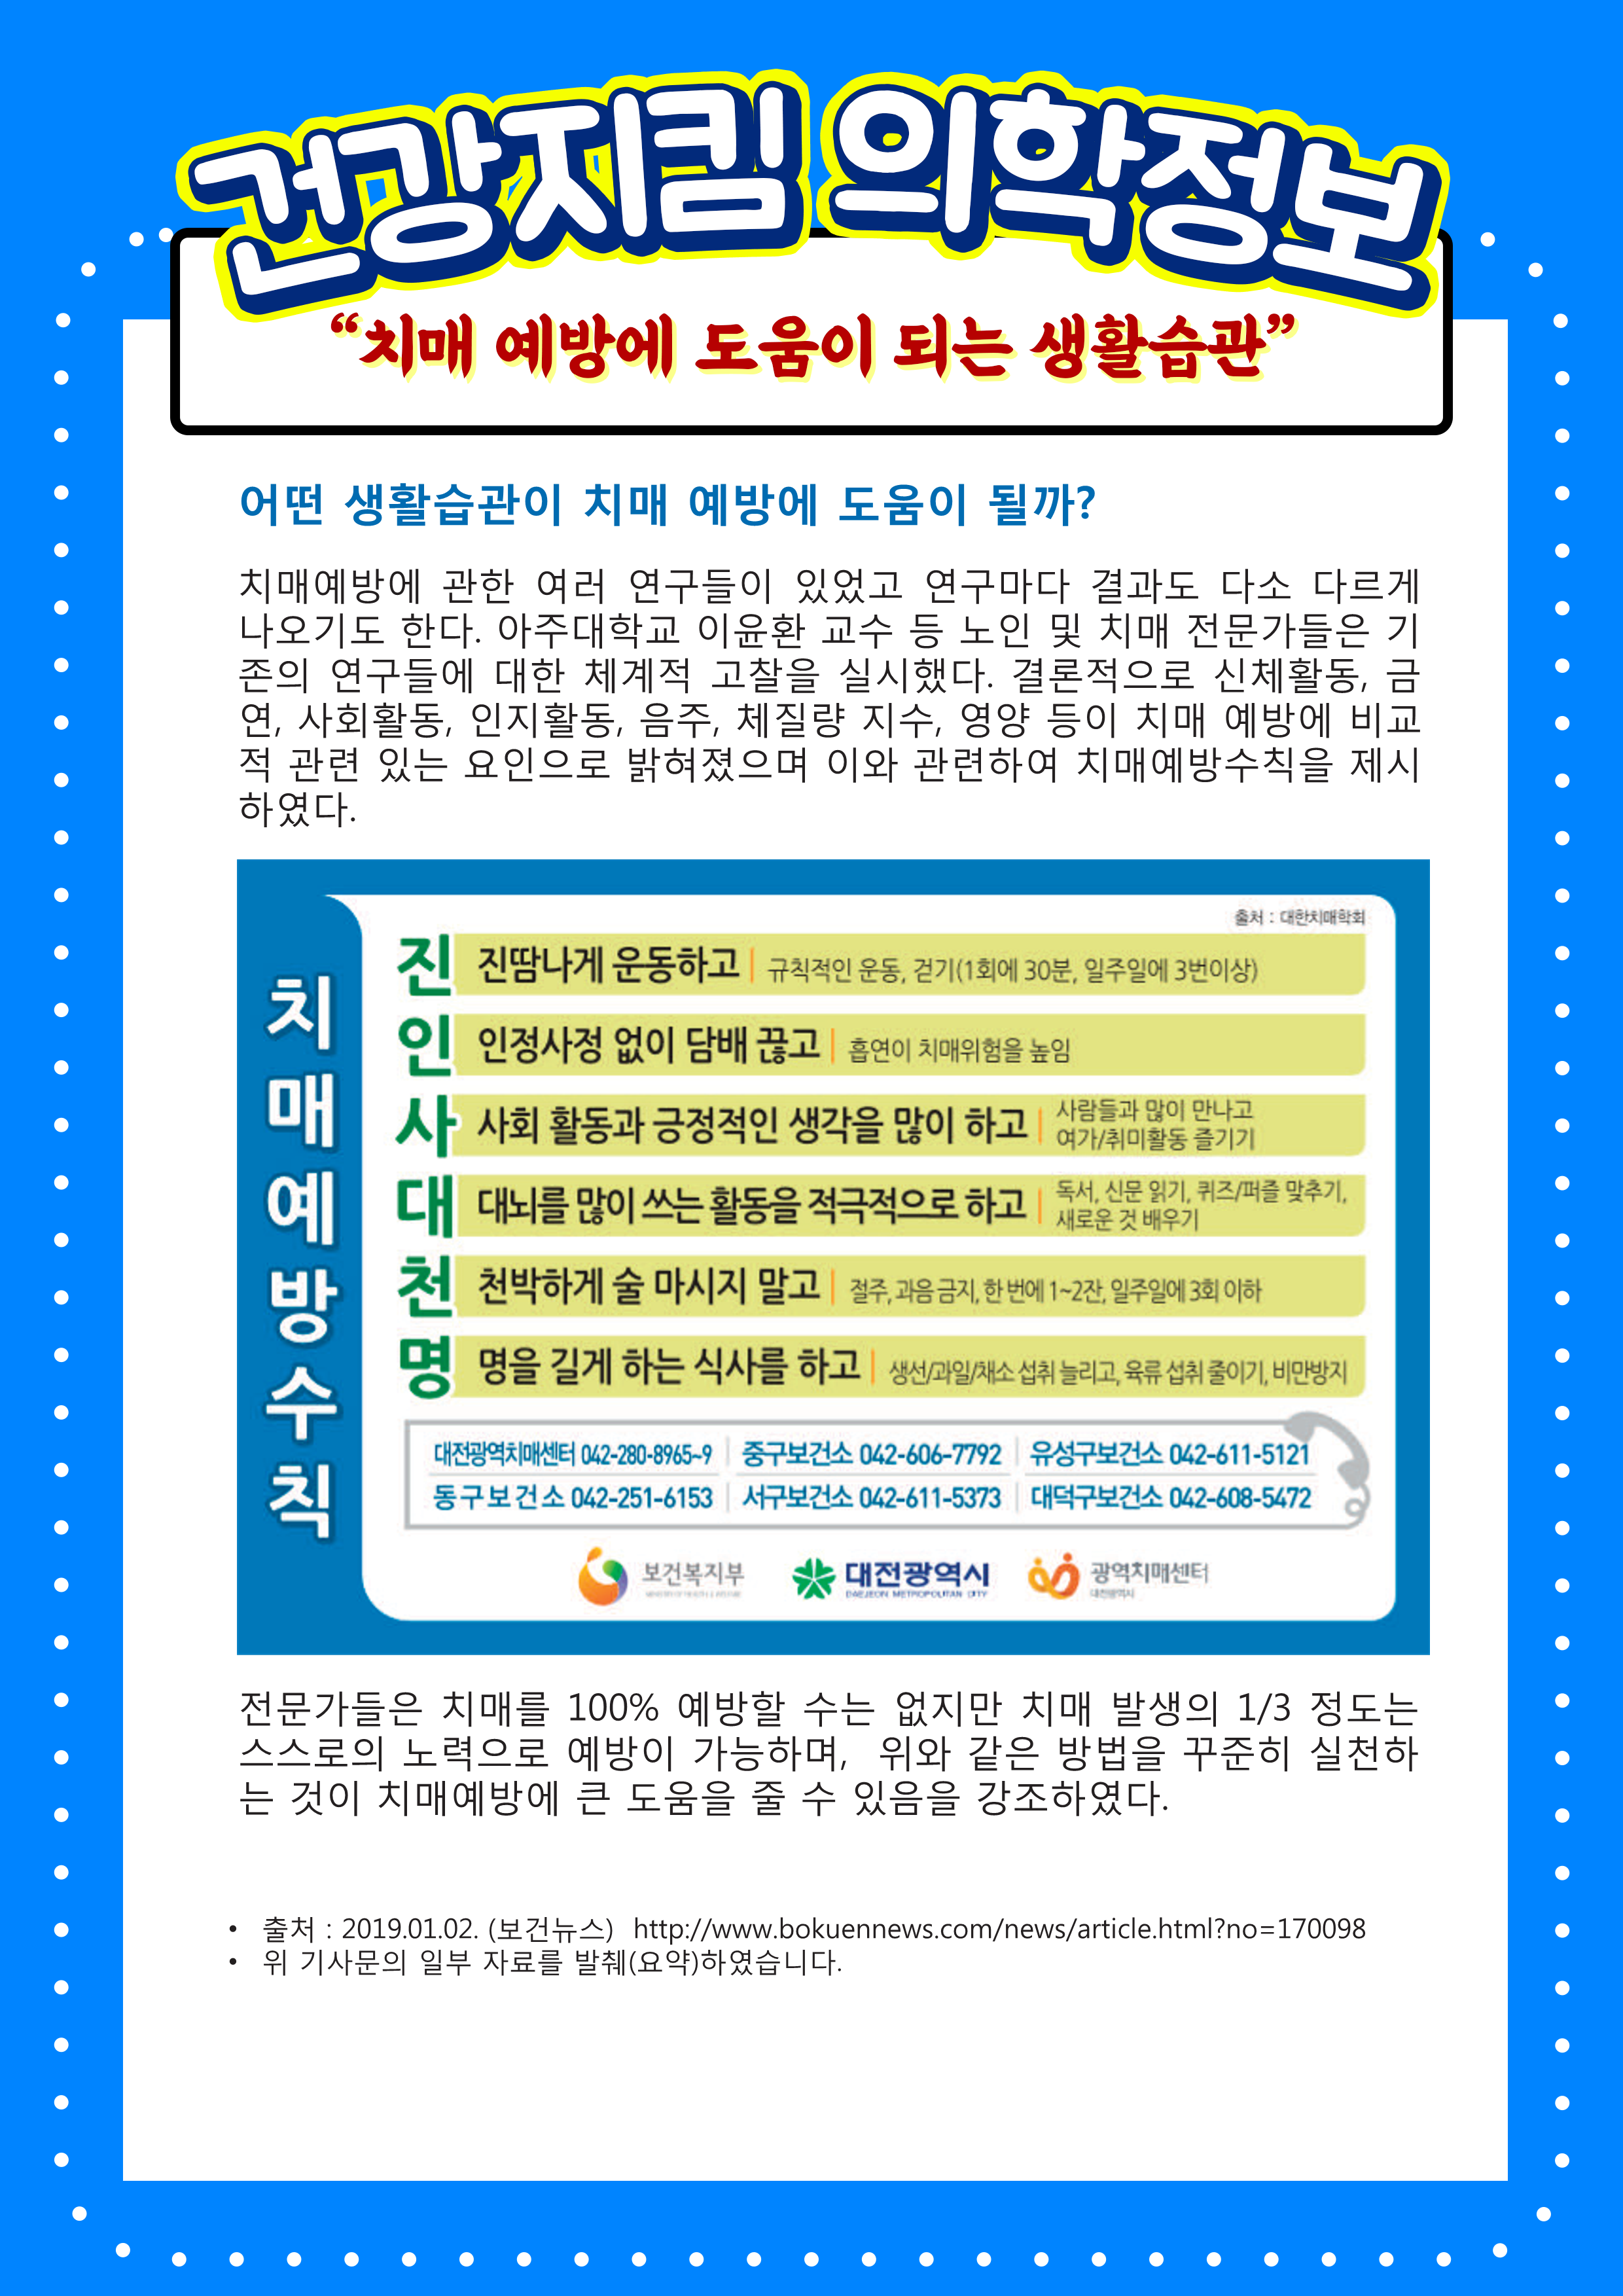 건강지킴 의학정보
“치매 예방에 도움이 되는 생활습관”
어떤 생활습관이 치매 예방에 도움이 될까?
치매예방에 관한 여러 연구들이 있었고 연구마다 결과도 다소 다르게
나오기도 한다. 아주대학교 이윤환 교수 등 노인 및 치매 전문가들은 기
존의 연구들에 대한 체계적 고찰을 실시했다. 결론적으로 신체활동, 금
연, 사회활동, 인지활동, 음주, 체질량 지수, 영양 등이 치매 예방에 비교
적 관련 있는 요인으로 밝혀졌으며 이와 관련하여 치매예방수칙을 제시
하였다.
치매예방수칙
출처 : 대한치매학회
진 진땀나게 운동하고 | 규칙적인 운동, 걷기(1회에 30분, 일주일에 3번이상)
인 인정사정 없이 담배 끊고 | 흡연이 치매위험을 높임
사 사회 활동과 긍정적인 생각을 많이 하고 | 사람들과 많이 만나고
여가/취미활동 즐기기
대 대뇌를 많이 쓰는 활동을 적극적으로 하고 | 독서, 신문 읽기, 퀴즈/퍼즐 맞추기,
새로운 것 배우기
천 천박하게 술 마시지 말고 | 절주, 과음 금지, 한 번에 1~2잔, 일주일에 3회 이하
명 명을 길게 하는 식사를 하고 | 생선/과일/채소 섭취 늘리고, 육류 섭취 줄이기, 비만방지
대전광역치매센터 042-280-8965~9 | 중구보건소 042-606-7792 | 유성구보건소 042-611-5121
동구보건소 042-251-6153 | 서구보건소 042-611-5373 | 대덕구보건소 042-608-5472
보건복지부
MINISTRY OF HEALTH & WELFARE
대전광역시
DAEJEON METROPOLITAN CITY
광역치매센터
대전광역시
전문가들은 치매를 100% 예방할 수는 없지만 치매 발생의 1/3 정도는
스스로의 노력으로 예방이 가능하며, 위와 같은 방법을 꾸준히 실천하
는 것이 치매예방에 큰 도움을 줄 수 있음을 강조하였다.
• 출처 : 2019.01.02. (보건뉴스) http://www.bokuennews.com/news/article.html?no=170098
• 위 기사문의 일부 자료를 발췌(요약)하였습니다.